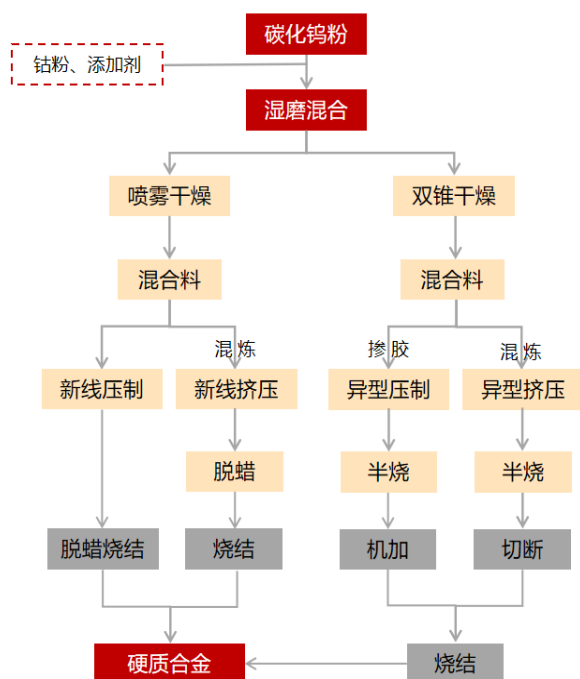 碳化钨粉
钴粉、添加剂
湿磨混合
喷雾干燥
双锥干燥
混合料
混合料
混炼
掺胶
混炼
新线压制
新线挤压
异型压制
异型挤压
脱蜡
半烧
半烧
脱蜡烧结
烧结
机加
切断
硬质合金
烧结